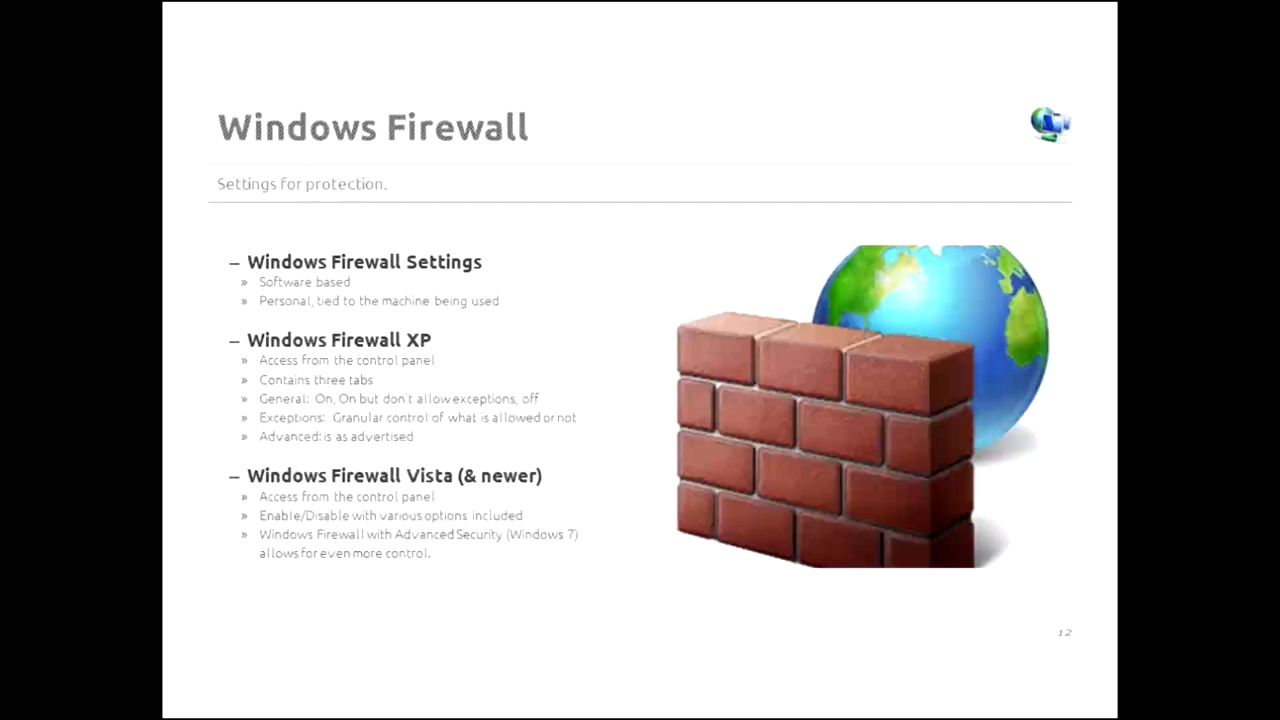 Windows Firewall
Settings for protection.
– Windows Firewall Settings
» Software based
» Personal, tied to the machine being used
– Windows Firewall XP
» Access from the control panel
» Contains three tabs
» General: On, On but don't allow exceptions, off
» Exceptions: Granular control of what is allowed or not
» Advanced: is as advertised
– Windows Firewall Vista (& newer)
» Access from the control panel
» Enable/Disable with various options included
» Windows Firewall with Advanced Security (Windows 7)
allows for even more control.
12